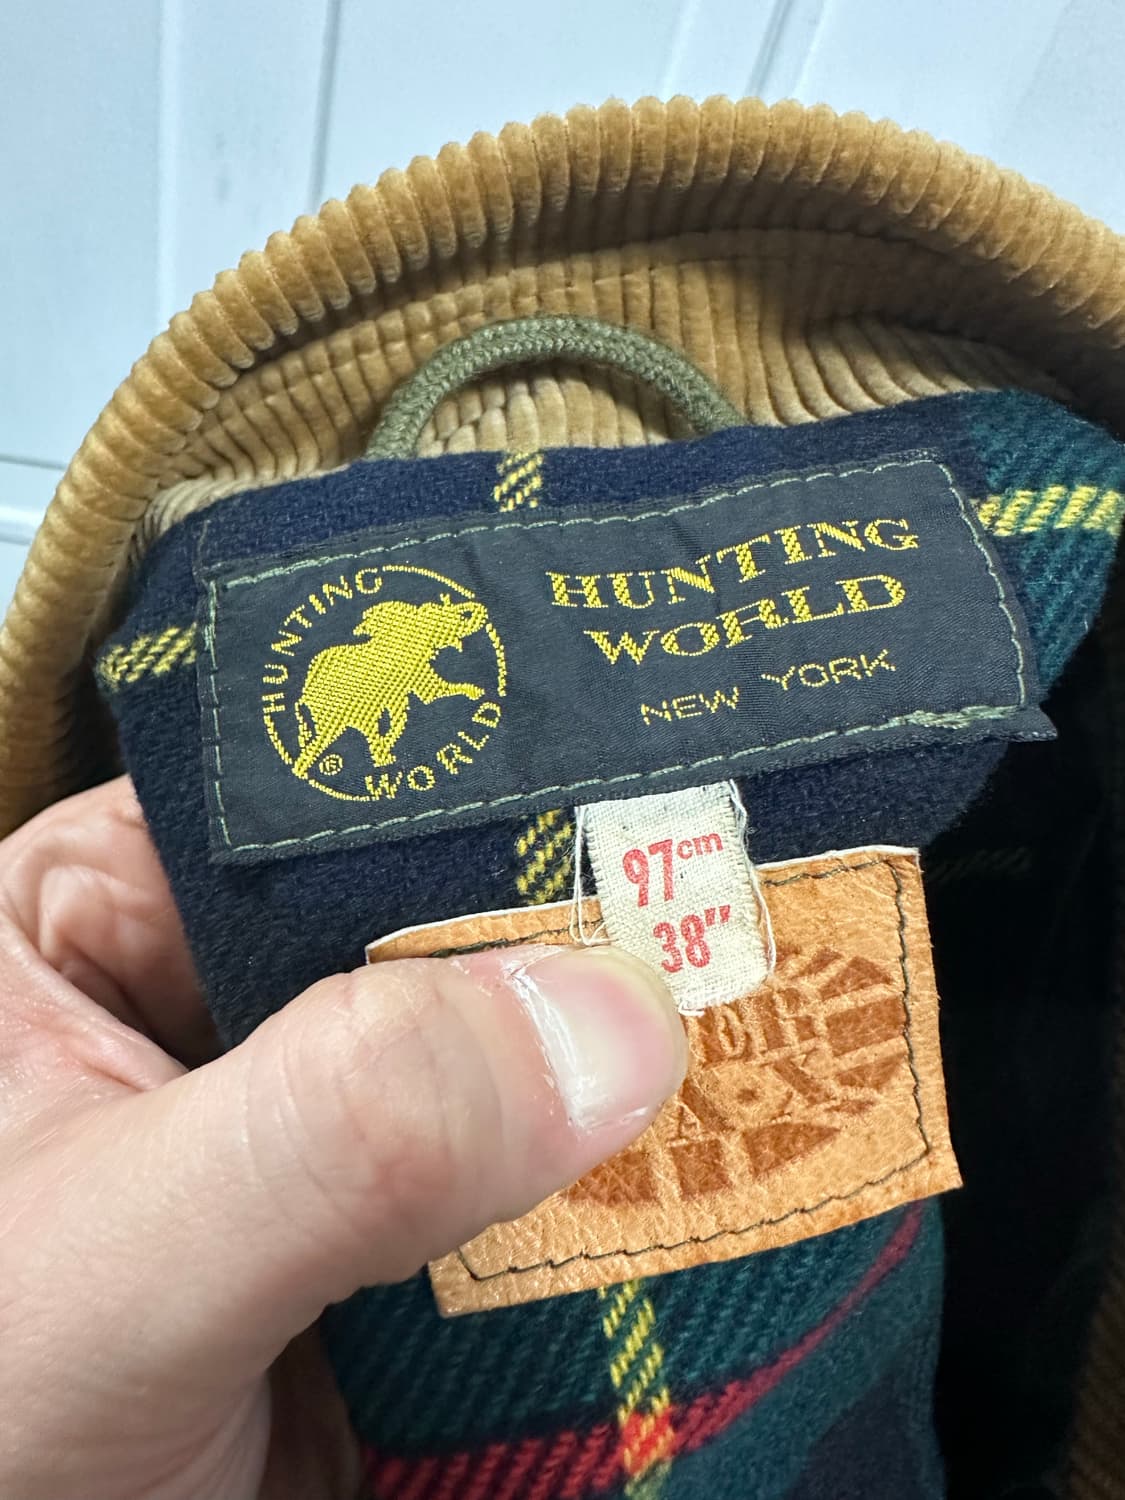 HUNTING
WORLD
®
HUNTING
WORLD
NEW YORK
97cm
38"